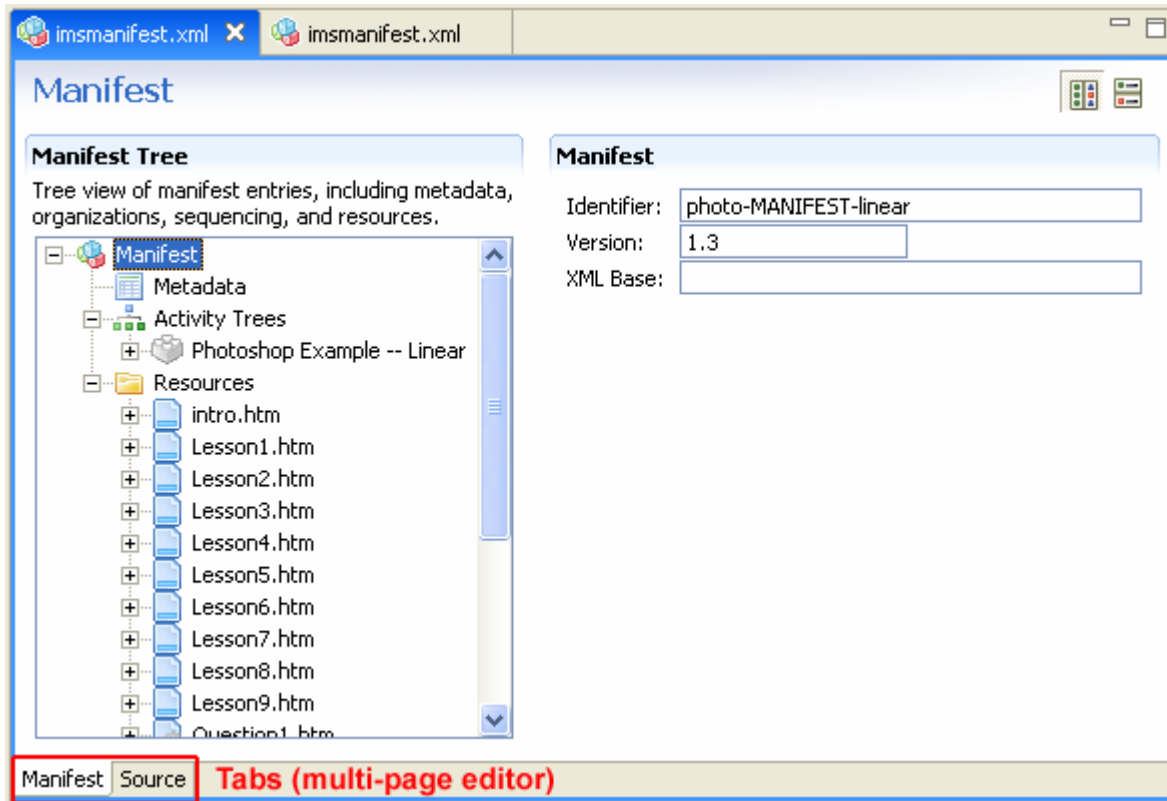 imsmanifest.xml imsmanifest.xml
Manifest
Manifest Tree
Tree view of manifest entries, including metadata,
organizations, sequencing, and resources.
Manifest
Metadata
Activity Trees
Photoshop Example -- Linear
Resources
intro.htm
Lesson1.htm
Lesson2.htm
Lesson3.htm
Lesson4.htm
Lesson5.htm
Lesson6.htm
Lesson7.htm
Lesson8.htm
Lesson9.htm
Question1.htm
Manifest
Identifier: photo-MANIFEST-linear
Version: 1.3
XML Base:
Manifest Source Tabs (multi-page editor)